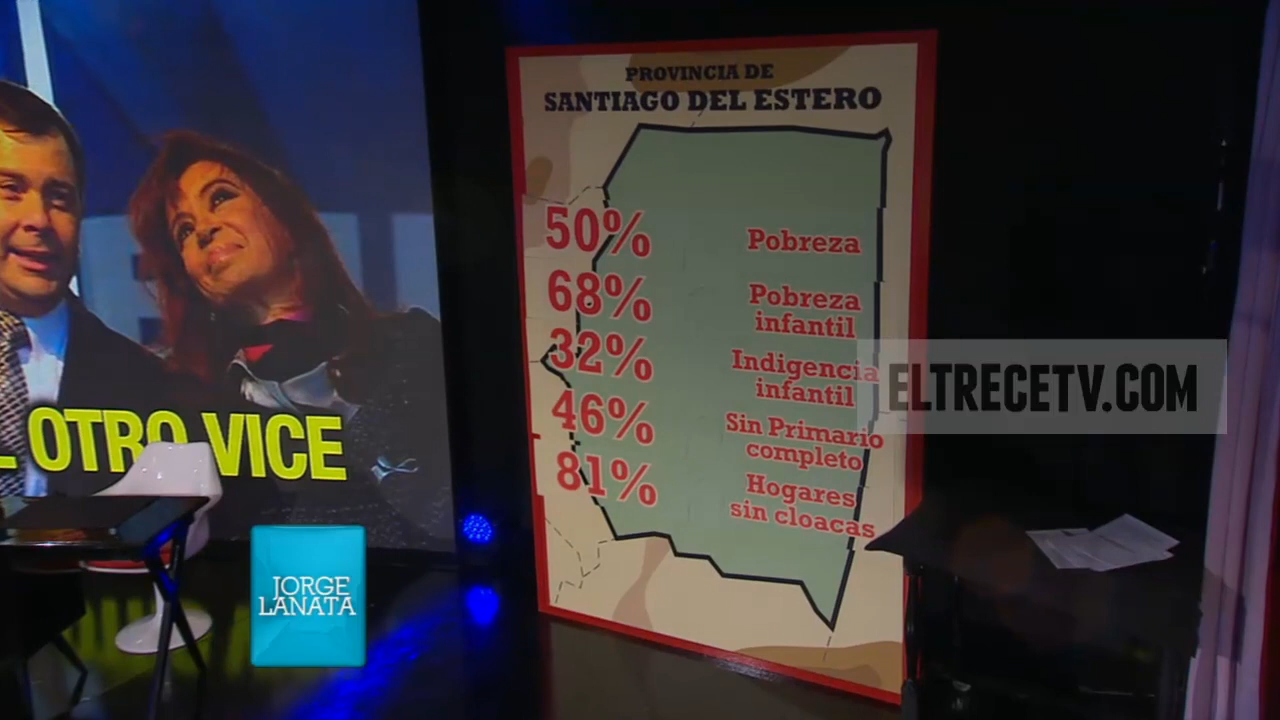 PROVINCIA DE
SANTIAGO DEL ESTERO
50% Pobreza
68% Pobreza
infantil
32% Indigencia
infantil
46% Sin Primario
completo
81% Hogares
sin cloacas
ELTRECETV.COM
L OTRO VICE
JORGE
LANATA